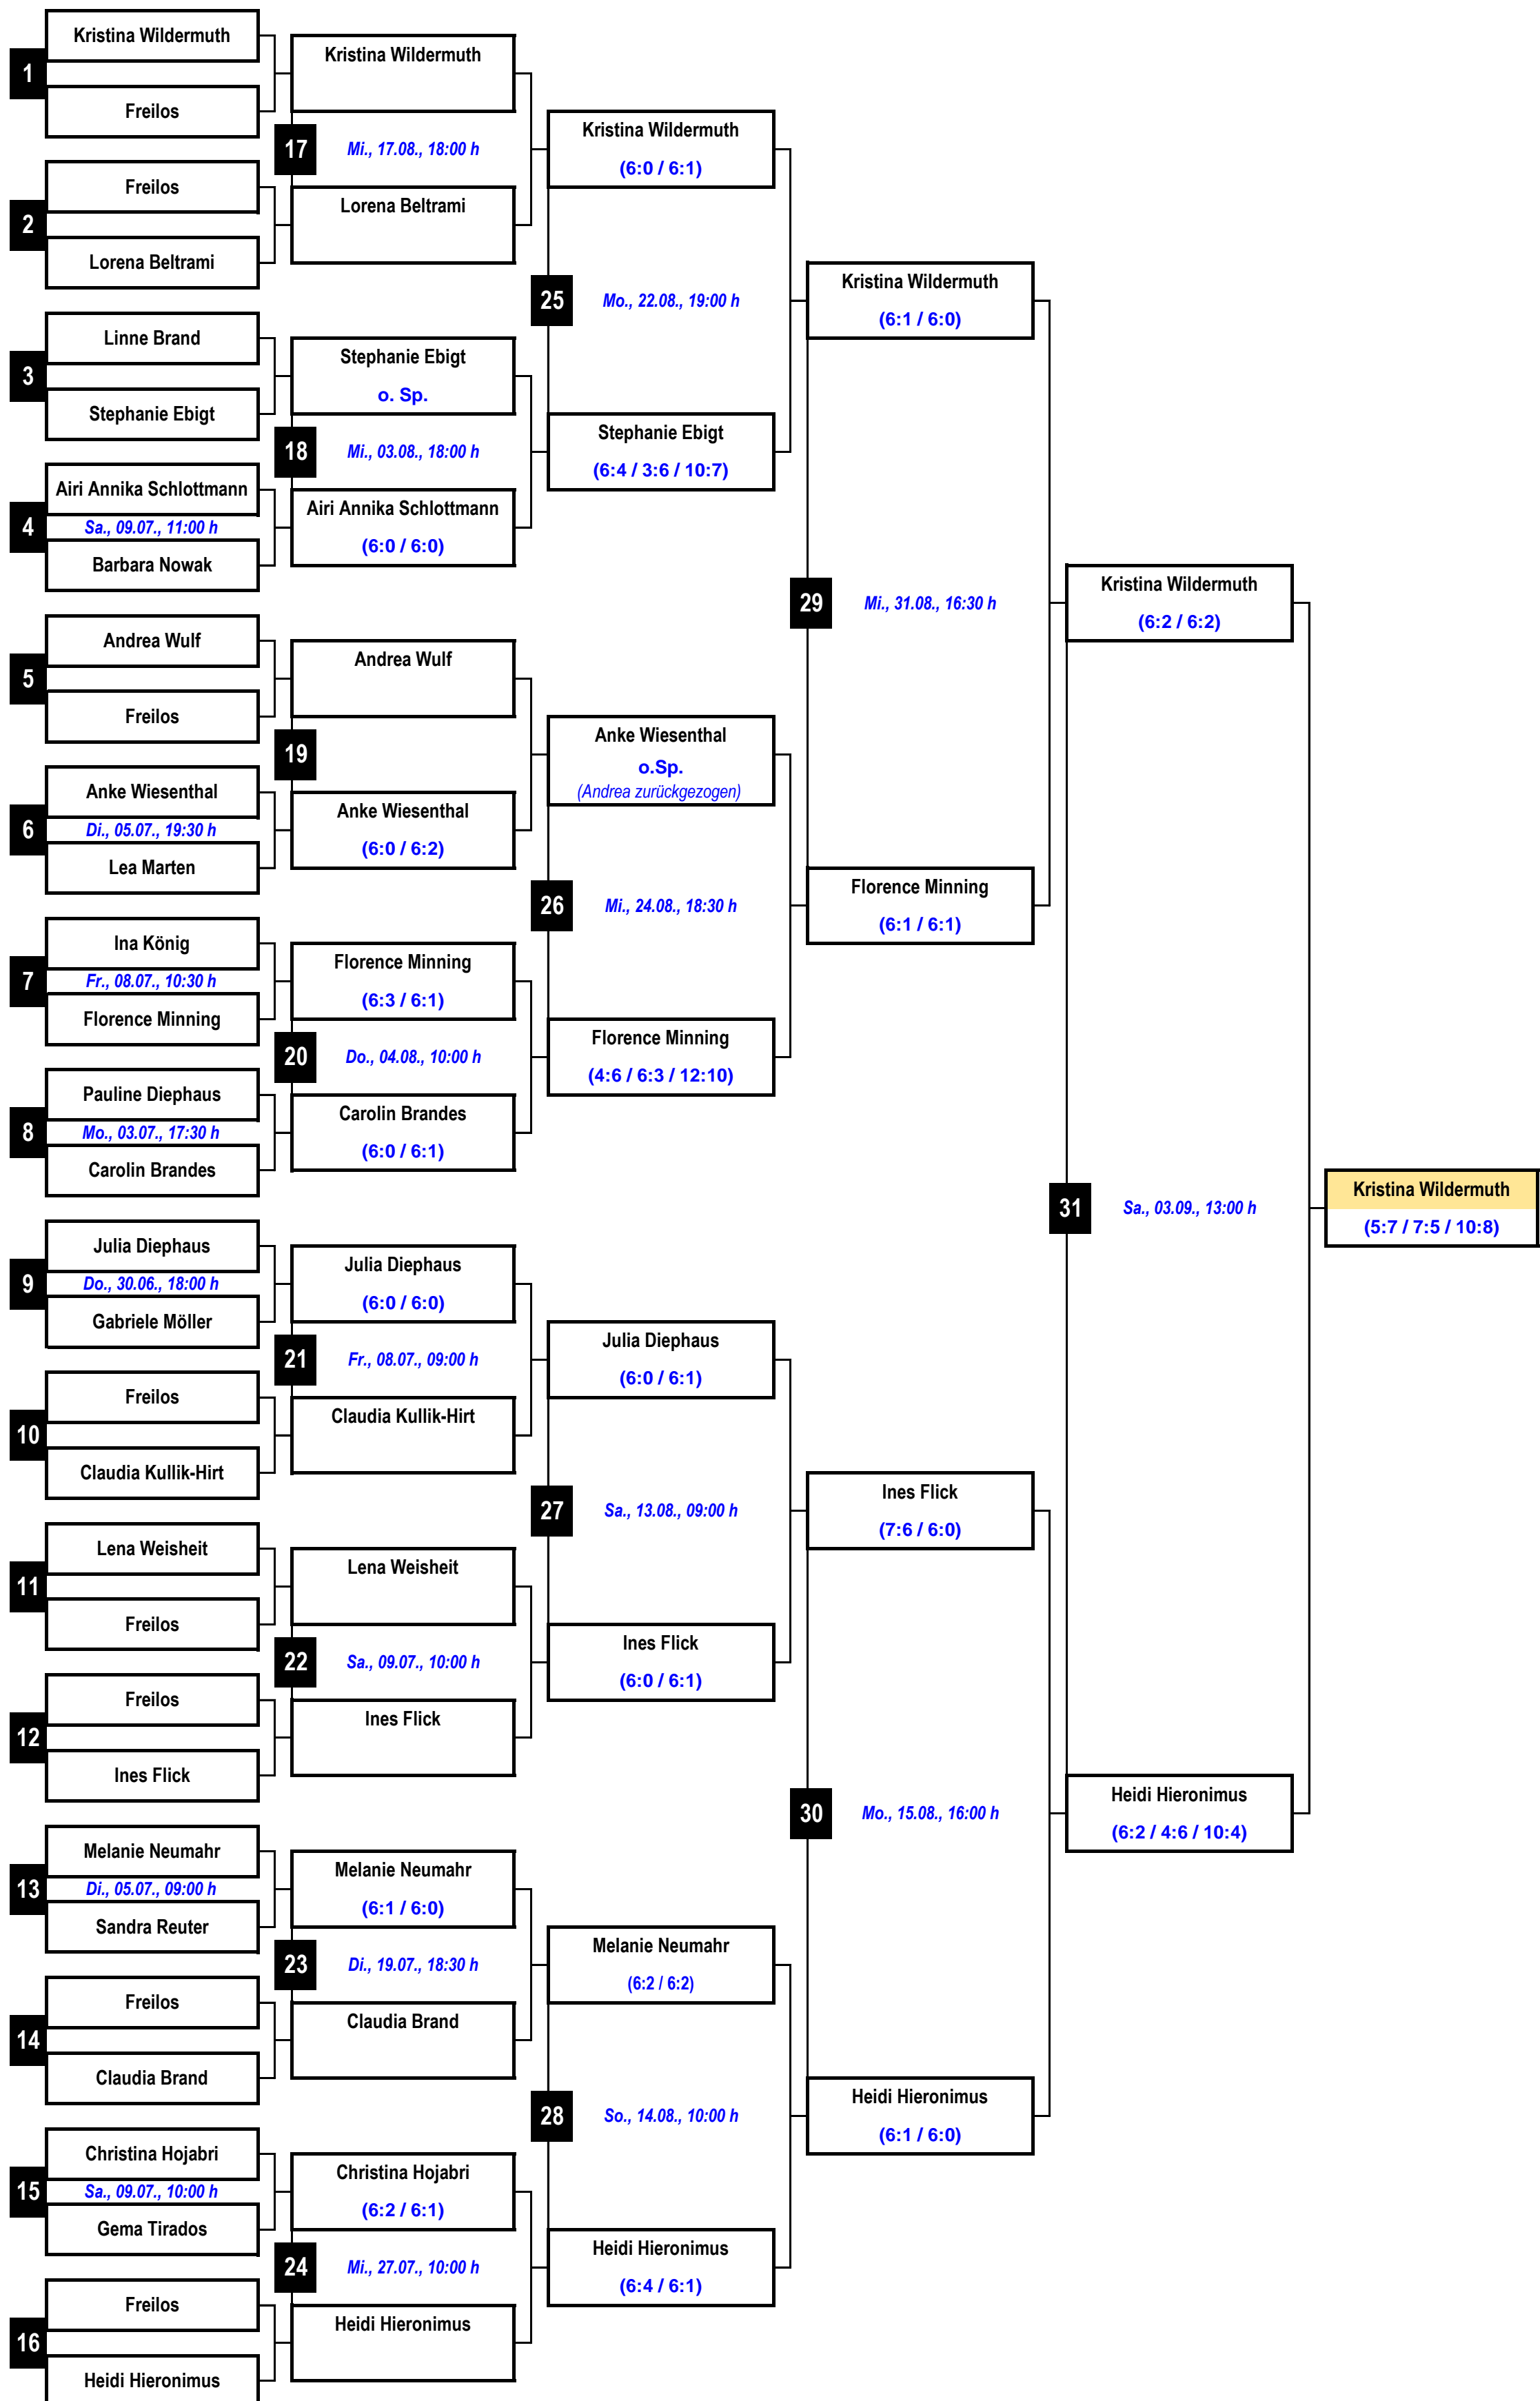 Kristina Wildermuth
1
Freilos
Freilos
2
Lorena Beltrami
Linne Brand
3
Stephanie Ebigt
Airi Annika Schlottmann
4
Sa., 09.07., 11:00 h
Barbara Nowak
Andrea Wulf
5
Freilos
Anke Wiesenthal
6
Di., 05.07., 19:30 h
Lea Marten
Ina König
7
Fr., 08.07., 10:30 h
Florence Minning
Pauline Diephaus
8
Mo., 03.07., 17:30 h
Carolin Brandes
Julia Diephaus
9
Do., 30.06., 18:00 h
Gabriele Möller
Freilos
10
Claudia Kullik-Hirt
Lena Weisheit
11
Freilos
Freilos
12
Ines Flick
Melanie Neumahr
13
Di., 05.07., 09:00 h
Sandra Reuter
Freilos
14
Claudia Brand
Christina Hojabri
15
Sa., 09.07., 10:00 h
Gema Tirados
Freilos
16
Heidi Hieronimus
Kristina Wildermuth
17
Mi., 17.08., 18:00 h
Lorena Beltrami
Stephanie Ebigt
o. Sp.
18
Mi., 03.08., 18:00 h
Airi Annika Schlottmann
(6:0 / 6:0)
Andrea Wulf
19
Anke Wiesenthal
(6:0 / 6:2)
Florence Minning
(6:3 / 6:1)
20
Do., 04.08., 10:00 h
Carolin Brandes
(6:0 / 6:1)
Julia Diephaus
(6:0 / 6:0)
21
Fr., 08.07., 09:00 h
Claudia Kullik-Hirt
Lena Weisheit
22
Sa., 09.07., 10:00 h
Ines Flick
Melanie Neumahr
(6:1 / 6:0)
23
Di., 19.07., 18:30 h
Claudia Brand
Christina Hojabri
(6:2 / 6:1)
24
Mi., 27.07., 10:00 h
Heidi Hieronimus
Kristina Wildermuth
(6:0 / 6:1)
25
Mo., 22.08., 19:00 h
Stephanie Ebigt
(6:4 / 3:6 / 10:7)
Anke Wiesenthal
o.Sp.
(Andrea zurückgezogen)
26
Mi., 24.08., 18:30 h
Florence Minning
(4:6 / 6:3 / 12:10)
Julia Diephaus
(6:0 / 6:1)
27
Sa., 13.08., 09:00 h
Ines Flick
(6:0 / 6:1)
Melanie Neumahr
(6:2 / 6:2)
28
So., 14.08., 10:00 h
Heidi Hieronimus
(6:4 / 6:1)
Kristina Wildermuth
(6:1 / 6:0)
29
Mi., 31.08., 16:30 h
Florence Minning
(6:1 / 6:1)
Ines Flick
(7:6 / 6:0)
30
Mo., 15.08., 16:00 h
Heidi Hieronimus
(6:1 / 6:0)
Kristina Wildermuth
(6:2 / 6:2)
31
Sa., 03.09., 13:00 h
Heidi Hieronimus
(6:2 / 4:6 / 10:4)
Kristina Wildermuth
(5:7 / 7:5 / 10:8)